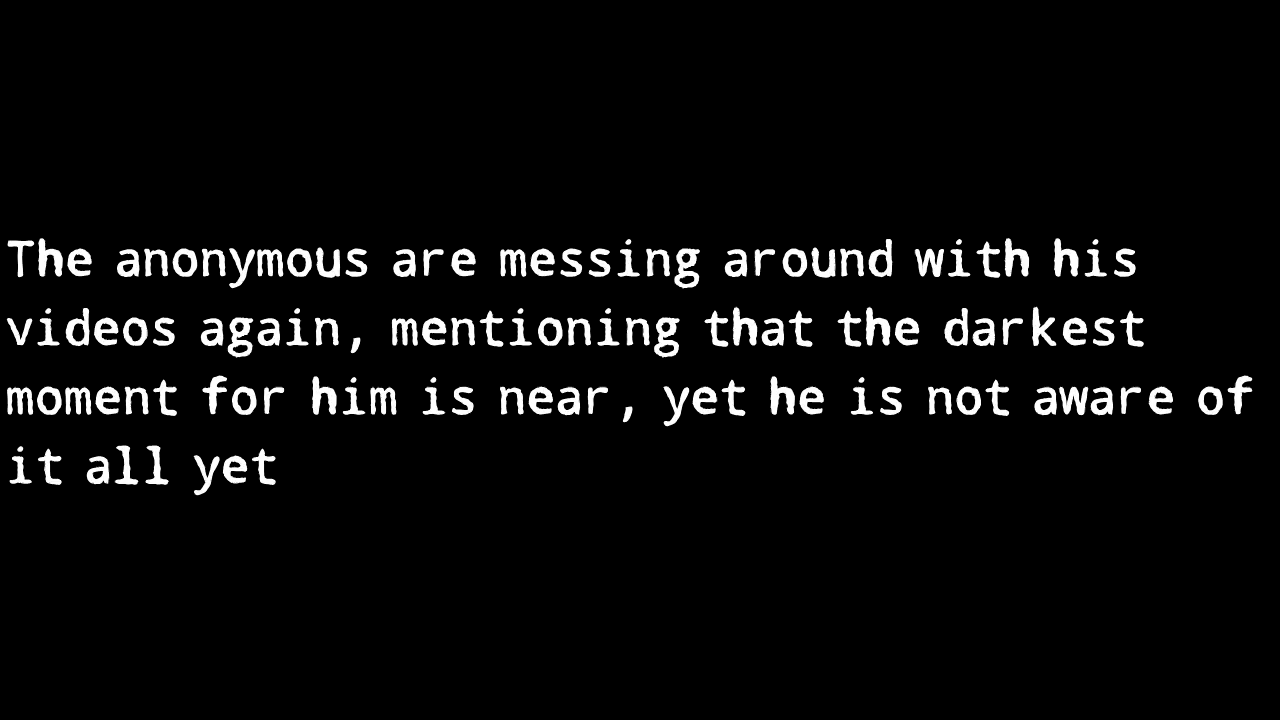 The anonymous are messing around with his
videos again, mentioning that the darkest
moment for him is near, yet he is not aware of
it all yet